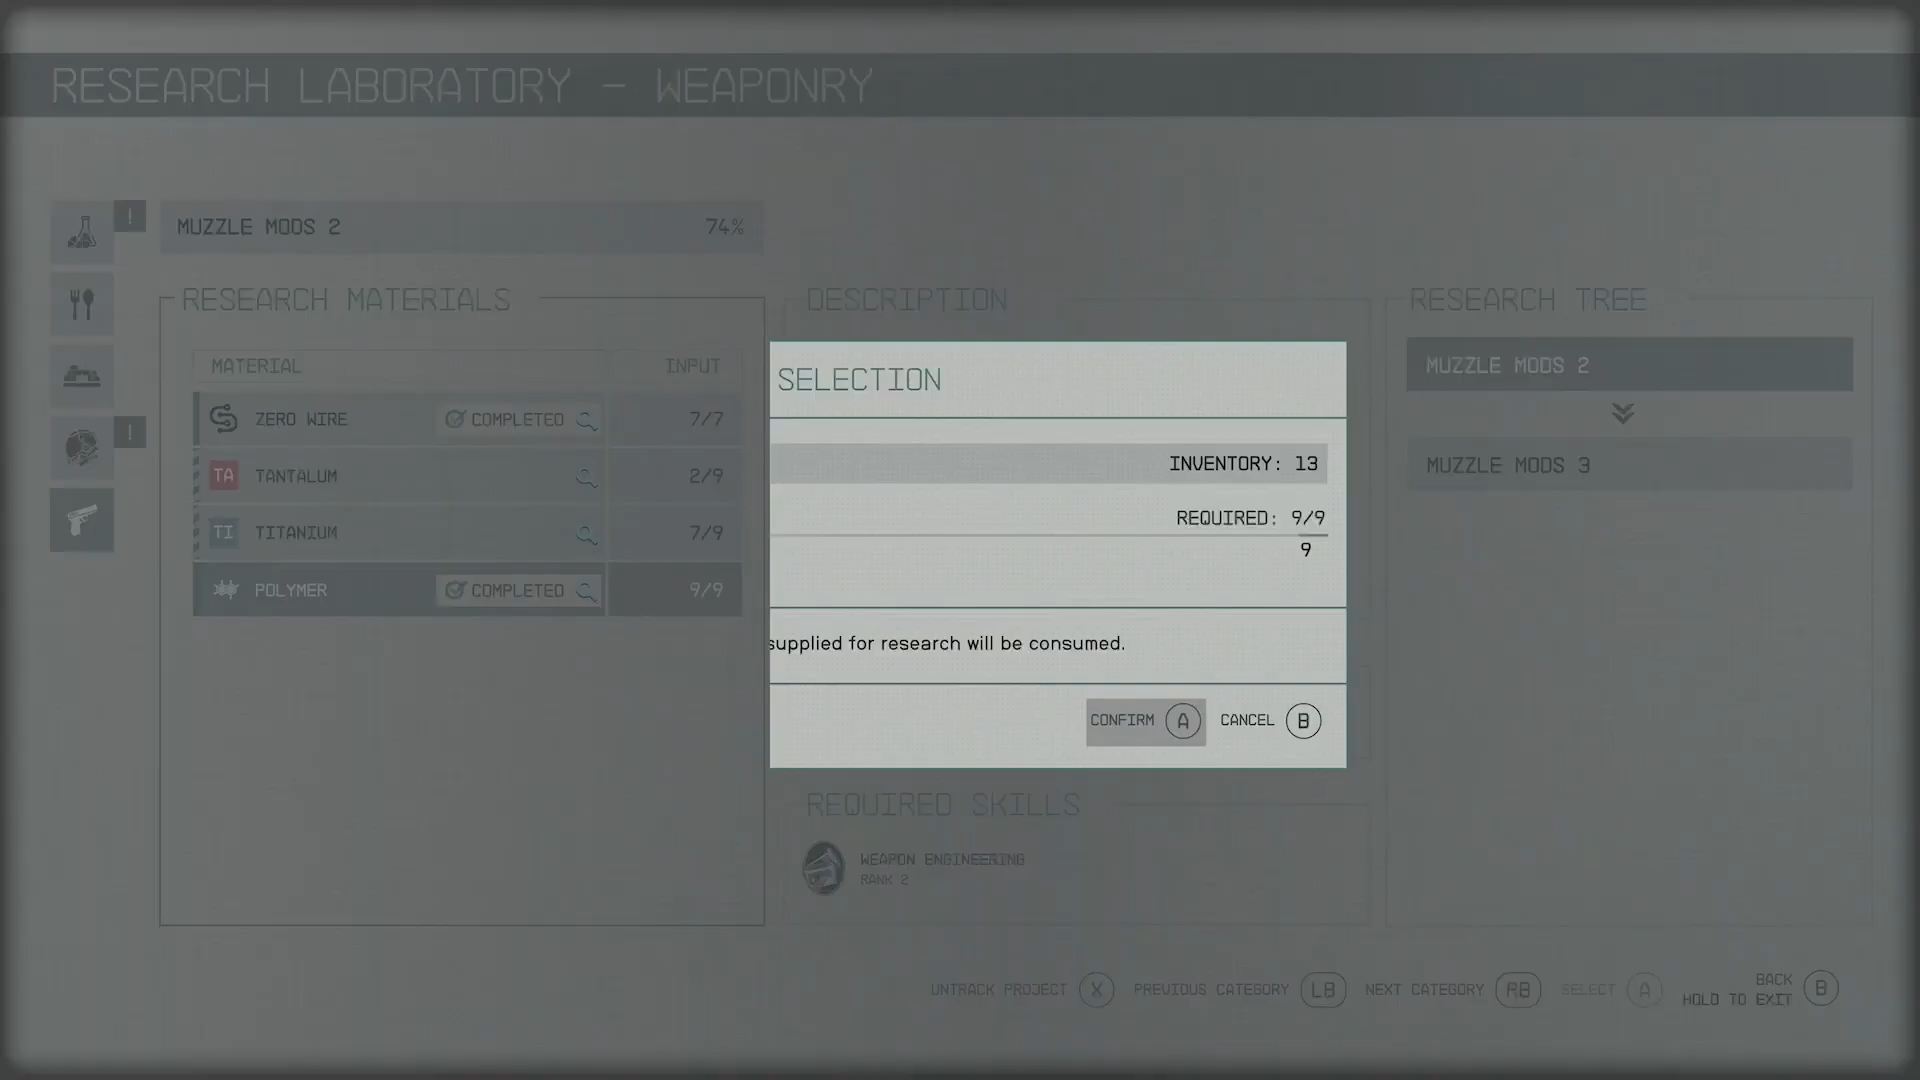 RESEARCH LABORATORY – WEAPONRY
!
MUZZLE MODS 2 74%
RESEARCH MATERIALS
MATERIAL INPUT
ZERO WIRE COMPLETED 7/7
TA TANTALUM 2/9
TI TITANIUM 7/9
POLYMER COMPLETED 9/9
!
DESCRIPTION
SELECTION
INVENTORY: 13
REQUIRED: 9/9
9
supplied for research will be consumed.
CONFIRM A CANCEL B
REQUIRED SKILLS
WEAPON ENGINEERING
RANK 2
RESEARCH TREE
MUZZLE MODS 2
MUZZLE MODS 3
UNTRACK PROJECT X PREVIOUS CATEGORY LB NEXT CATEGORY RB SELECT A BACK B
HOLD TO EXIT